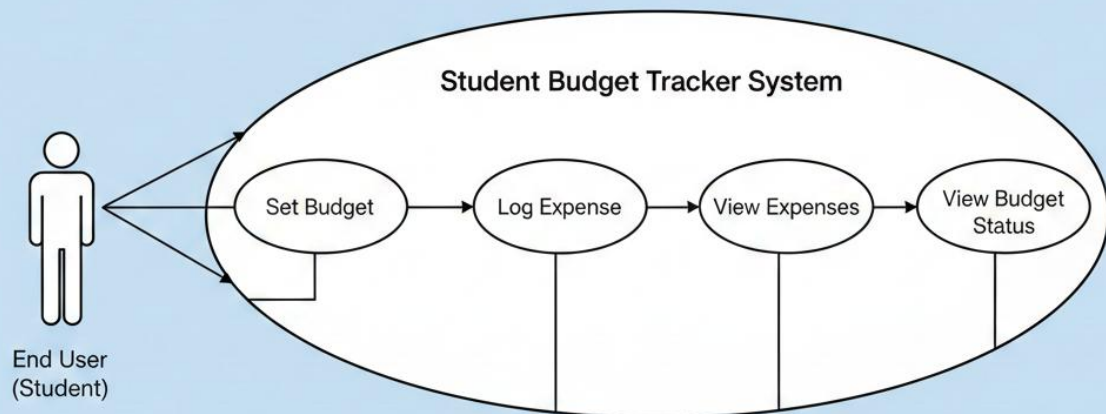 Student Budget Tracker System
Set Budget
Log Expense
View Expenses
View Budget
Status
End User
(Student)